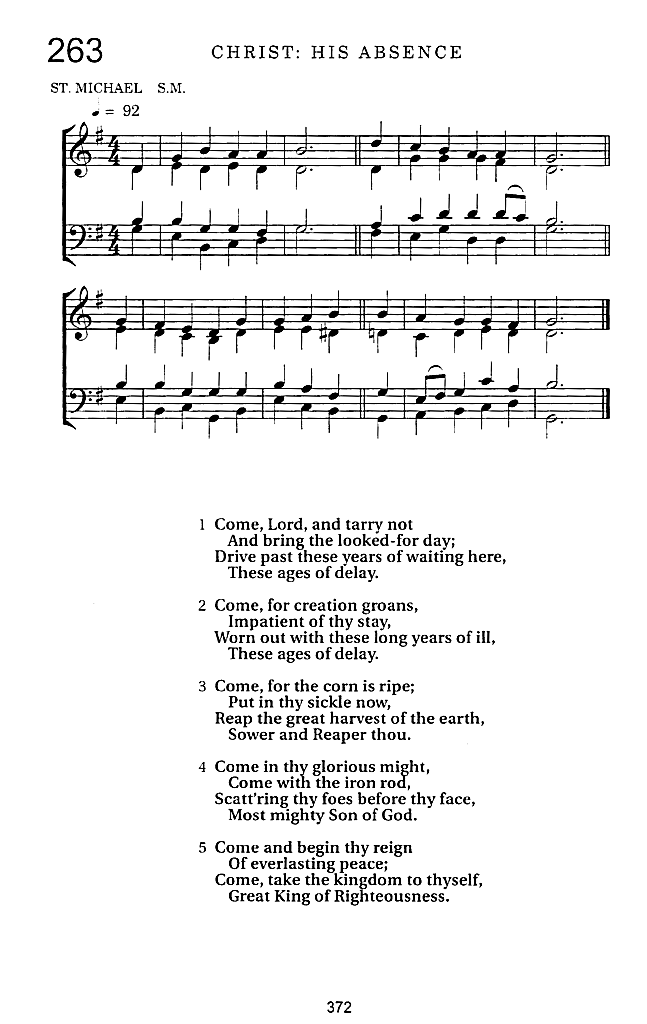 263
CHRIST: HIS ABSENCE
ST. MICHAEL S.M.
♩ = 92
1 Come, Lord, and tarry not
And bring the looked-for day;
Drive past these years of waiting here,
These ages of delay.
2 Come, for creation groans,
Impatient of thy stay,
Worn out with these long years of ill,
These ages of delay.
3 Come, for the corn is ripe;
Put in thy sickle now,
Reap the great harvest of the earth,
Sower and Reaper thou.
4 Come in thy glorious might,
Come with the iron rod,
Scatt'ring thy foes before thy face,
Most mighty Son of God.
5 Come and begin thy reign
Of everlasting peace;
Come, take the kingdom to thyself,
Great King of Righteousness.
372